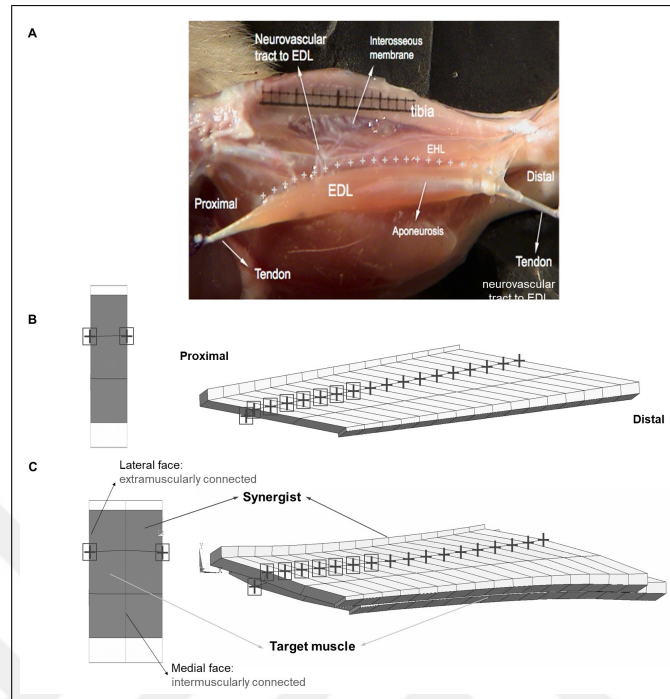 A
Neurovascular
tract to EDL
Interosseous
membrane
tibia
EHL
Proximal
EDL
Distal
Aponeurosis
Tendon
Tendon
neurovascular
tract to EDL
B
Proximal
Distal
C
Lateral face:
extramuscularly connected
Synergist
Target muscle
Medial face:
intermuscularly connected